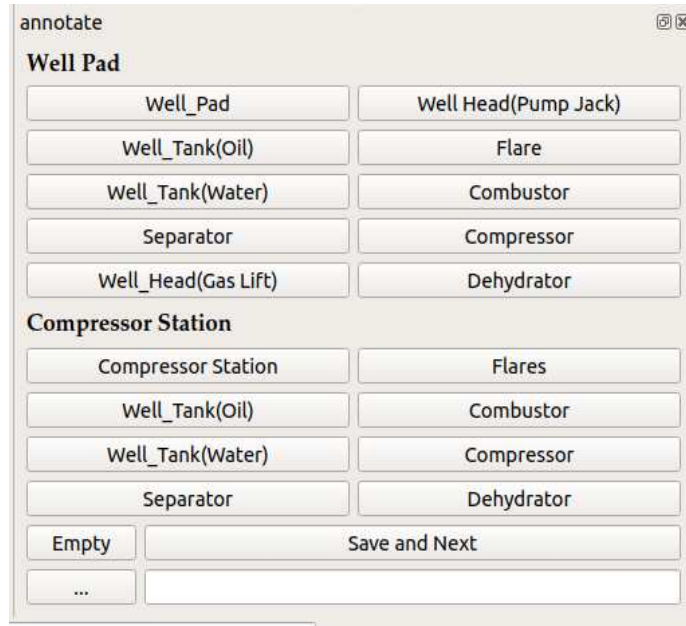 annotate
Well Pad
Well_Pad Well Head(Pump Jack)
Well_Tank(Oil) Flare
Well_Tank(Water) Combustor
Separator Compressor
Well_Head(Gas Lift) Dehydrator
Compressor Station
Compressor Station Flares
Well_Tank(Oil) Combustor
Well_Tank(Water) Compressor
Separator Dehydrator
Empty Save and Next
...